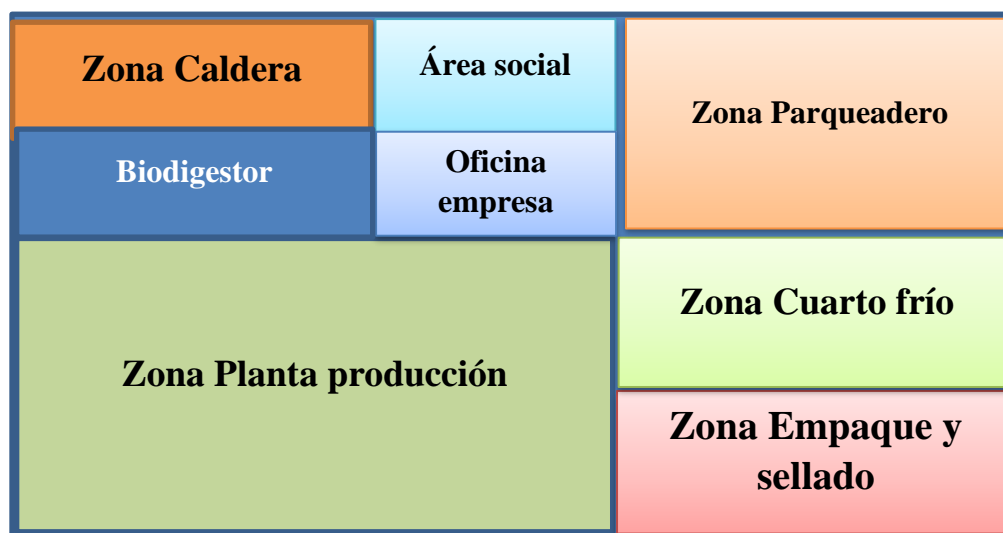 Zona Caldera
Área social
Zona Parqueadero
Biodigestor
Oficina
empresa
Zona Planta producción
Zona Cuarto frío
Zona Empaque y
sellado